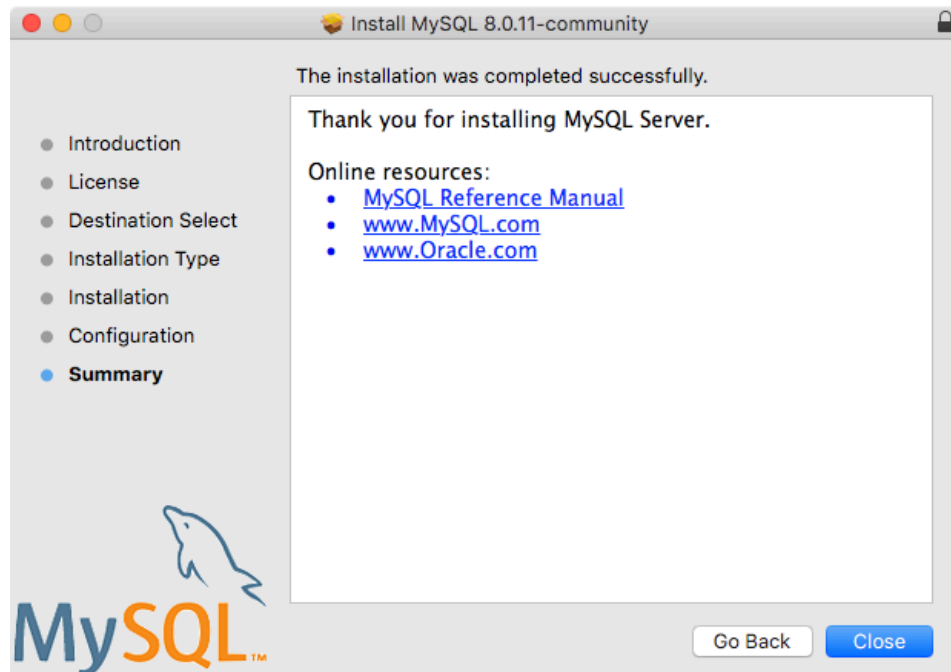 Install MySQL 8.0.11-community
The installation was completed successfully.
Introduction
License
Destination Select
Installation Type
Installation
Configuration
Summary
Thank you for installing MySQL Server.
Online resources:
• MySQL Reference Manual
• www.MySQL.com
• www.Oracle.com
MySQL™
Go Back
Close